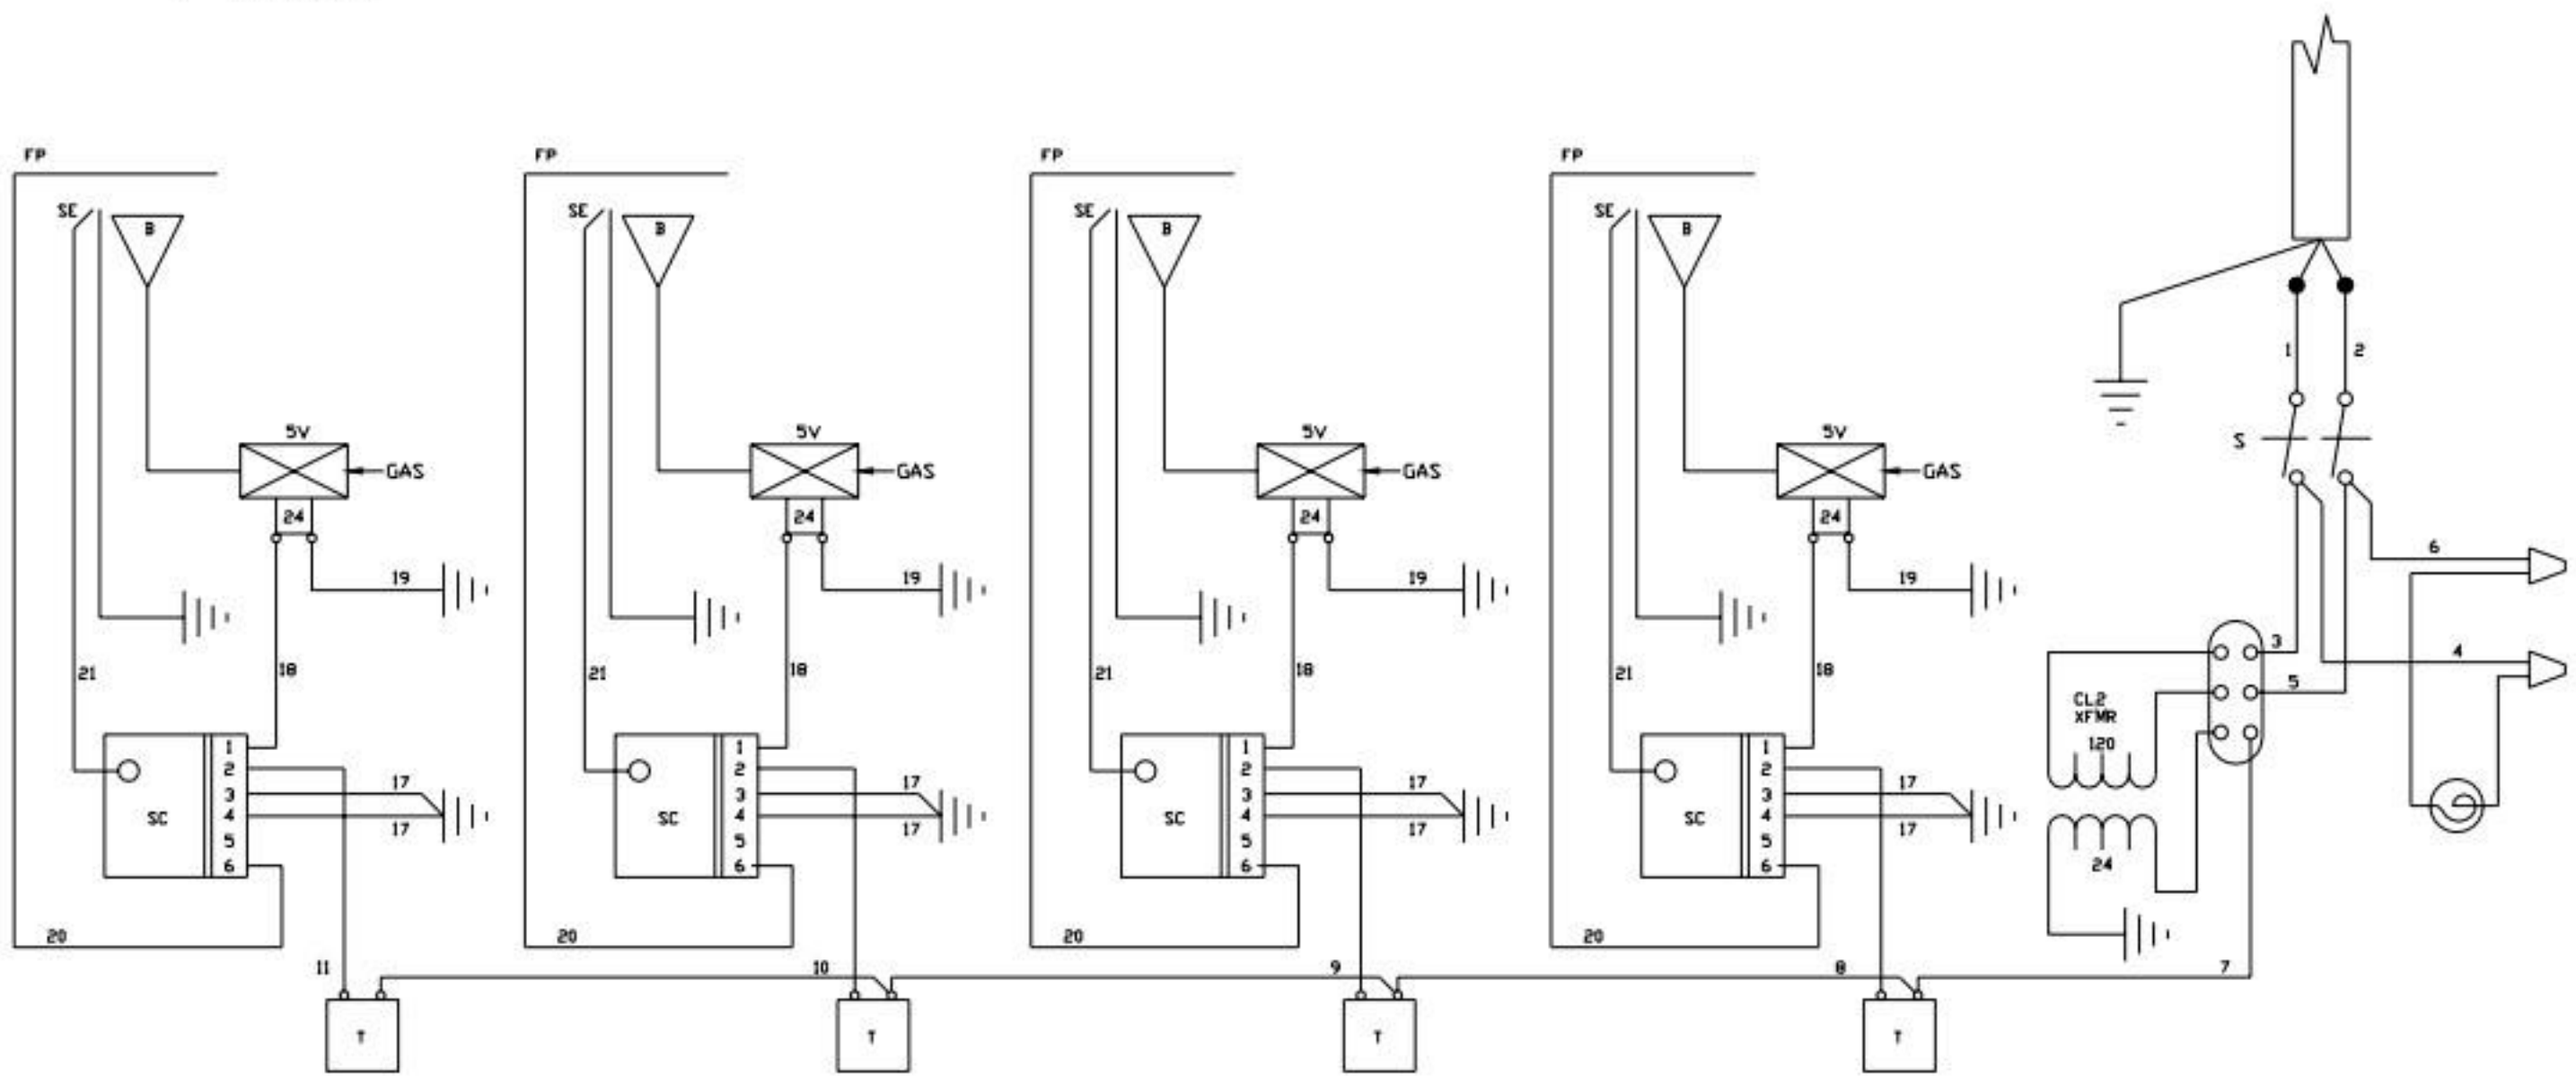 FP FP FP FP
SE B SE B SE B SE B
1 2
5V 5V 5V 5V S
GAS GAS GAS GAS
24 24 24 24
6
19 19 19 19
3 4
21 18 21 18 21 18 21 18
5
CL2
XFMR
120
1 1 1 1
2 2 2 2
3 17 3 17 3 17 3 17
SC 4 SC 4 SC 4 SC 4
17 17 17 17
5 5 5 5
6 6 6 6
24
20 20 20 20
11 10 9 8 7
T T T T